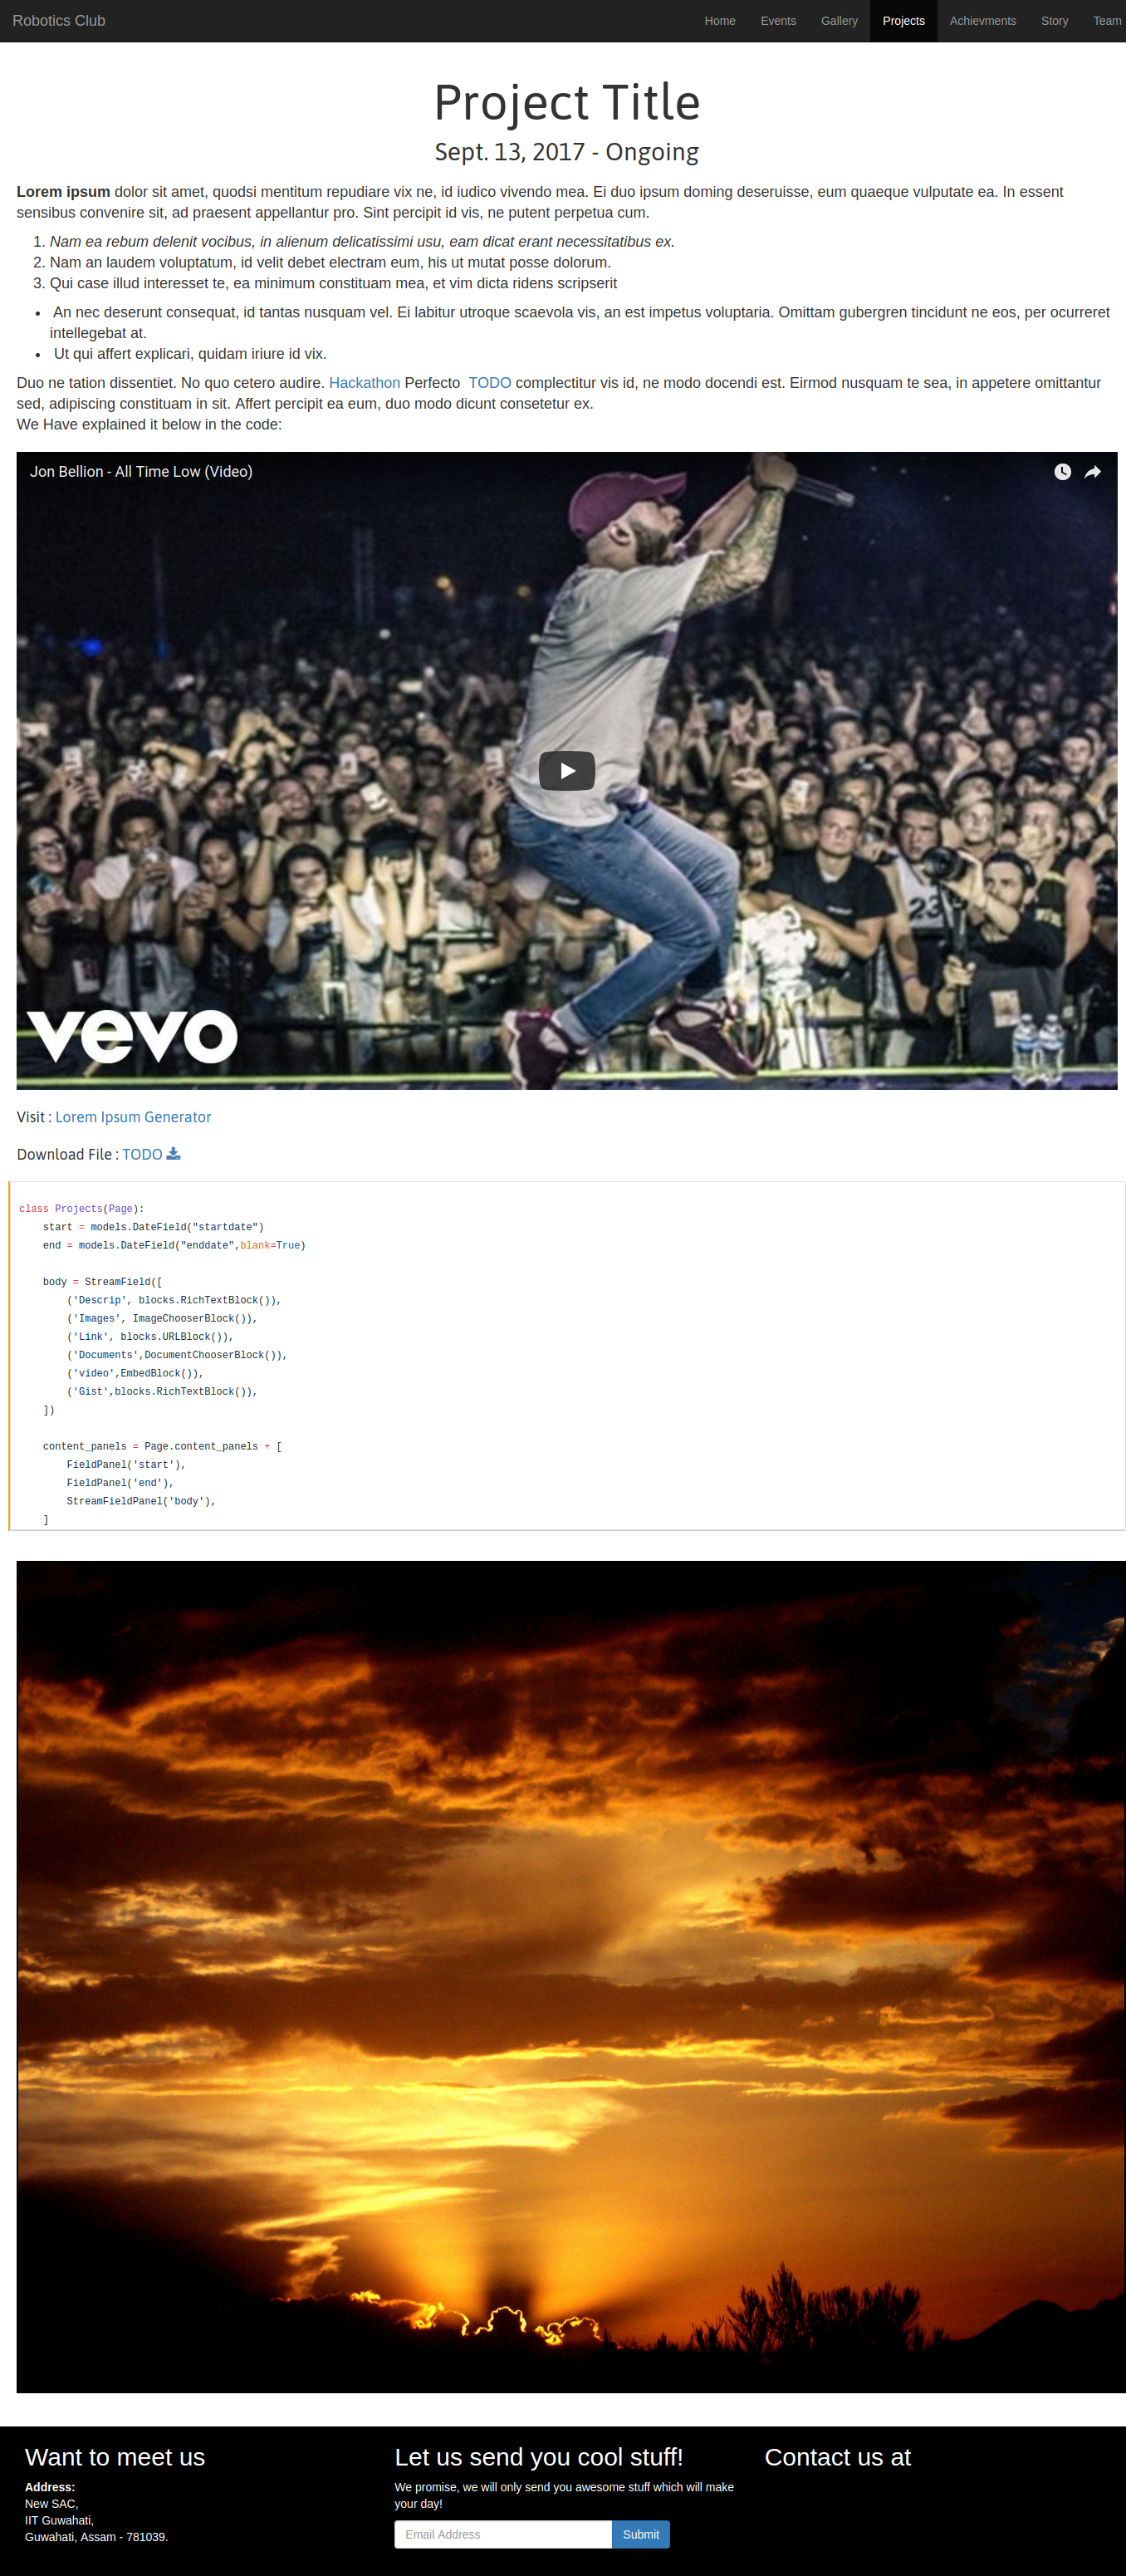 Robotics Club
Home Events Gallery Projects Achievments Story Team
Project Title
Sept. 13, 2017 - Ongoing
Lorem ipsum dolor sit amet, quodsi mentitum repudiare vix ne, id iudico vivendo mea. Ei duo ipsum doming deseruisse, eum quaeque vulputate ea. In essent
sensibus convenire sit, ad praesent appellantur pro. Sint percipit id vis, ne putent perpetua cum.
1. Nam ea rebum delenit vocibus, in alienum delicatissimi usu, eam dicat erant necessitatibus ex.
2. Nam an laudem voluptatum, id velit debet electram eum, his ut mutat posse dolorum.
3. Qui case illud interesset te, ea minimum constituam mea, et vim dicta ridens scripserit
• An nec deserunt consequat, id tantas nusquam vel. Ei labitur utroque scaevola vis, an est impetus voluptaria. Omittam gubergren tincidunt ne eos, per ocurreret
intellegebat at.
• Ut qui affert explicari, quidam iriure id vix.
Duo ne tation dissentiet. No quo cetero audire. Hackathon Perfecto TODO complectitur vis id, ne modo docendi est. Eirmod nusquam te sea, in appetere omittantur
sed, adipiscing constituam in sit. Affert percipit ea eum, duo modo dicunt consetetur ex.
We Have explained it below in the code:
Jon Bellion - All Time Low (Video)
23
vevo
Visit : Lorem Ipsum Generator
Download File : TODO
class Projects(Page):
    start = models.DateField("startdate")
    end = models.DateField("enddate",blank=True)
    body = StreamField([
        ('Descrip', blocks.RichTextBlock()),
        ('Images', ImageChooserBlock()),
        ('Link', blocks.URLBlock()),
        ('Documents',DocumentChooserBlock()),
        ('video',EmbedBlock()),
        ('Gist',blocks.RichTextBlock()),
    ])
    content_panels = Page.content_panels + [
        FieldPanel('start'),
        FieldPanel('end'),
        StreamFieldPanel('body'),
    ]
Want to meet us
Address:
New SAC,
IIT Guwahati,
Guwahati, Assam - 781039.
Let us send you cool stuff!
We promise, we will only send you awesome stuff which will make
your day!
Email Address Submit
Contact us at